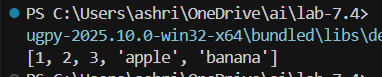 PS C:\Users\ashri\OneDrive\ai\lab-7.4>
ugpy-2025.10.0-win32-x64\bundled\libs\de
[1, 2, 3, 'apple', 'banana']